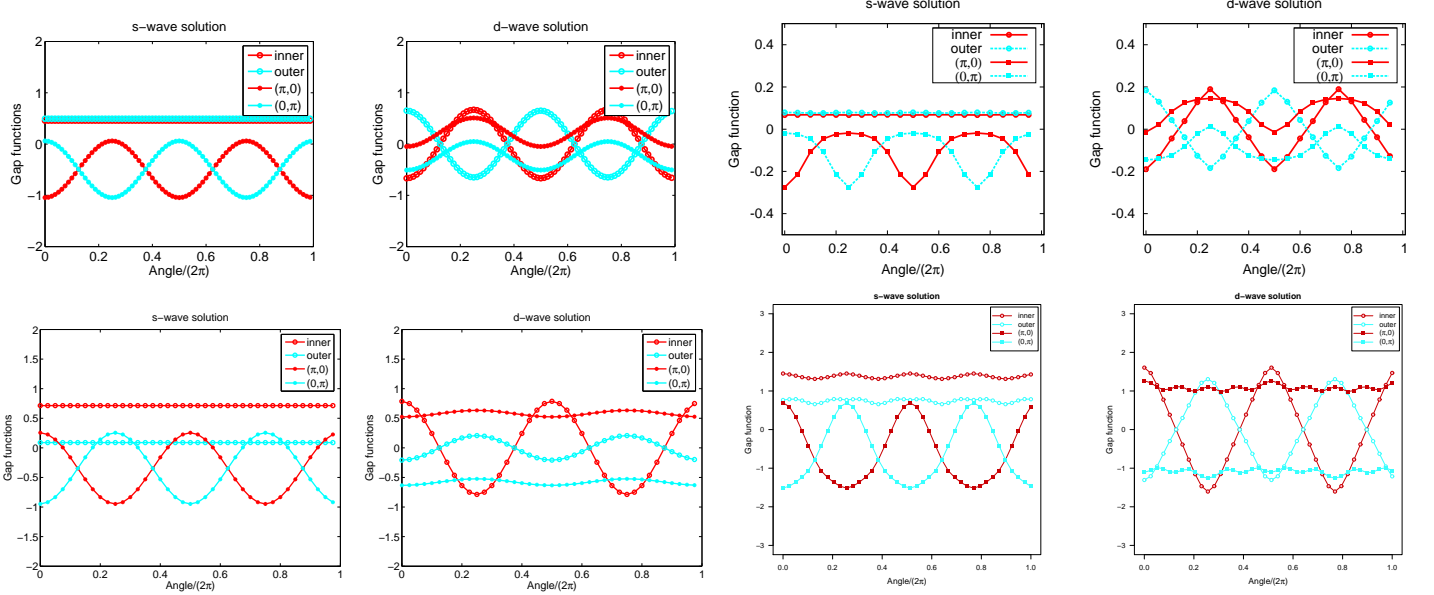 s−wave solution
2
1
0
−1
−2
Gap functions
inner
outer
(π,0)
(0,π)
0 0.2 0.4 0.6 0.8 1
Angle/(2π)
d−wave solution
2
1
0
−1
−2
Gap functions
inner
outer
(π,0)
(0,π)
0 0.2 0.4 0.6 0.8 1
Angle/(2π)
s-wave solution
0.4
0.2
0
-0.2
-0.4
Gap function
inner
outer
(π,0)
(0,π)
0 0.2 0.4 0.6 0.8 1
Angle/(2π)
d-wave solution
0.4
0.2
0
-0.2
-0.4
Gap function
inner
outer
(π,0)
(0,π)
0 0.2 0.4 0.6 0.8 1
Angle/(2π)
s−wave solution
2
1.5
1
0.5
0
−0.5
−1
−1.5
−2
Gap functions
inner
outer
(π,0)
(0,π)
0 0.2 0.4 0.6 0.8 1
Angle/(2π)
d−wave solution
2
1.5
1
0.5
0
−0.5
−1
−1.5
−2
Gap functions
inner
outer
(π,0)
(0,π)
0 0.2 0.4 0.6 0.8 1
Angle/(2π)
s−wave solution
3
2
1
0
−1
−2
−3
Gap function
inner
outer
(π,0)
(0,π)
0.0 0.2 0.4 0.6 0.8 1.0
Angle/(2π)
d−wave solution
3
2
1
0
−1
−2
−3
Gap function
inner
outer
(π,0)
(0,π)
0.0 0.2 0.4 0.6 0.8 1.0
Angle/(2π)